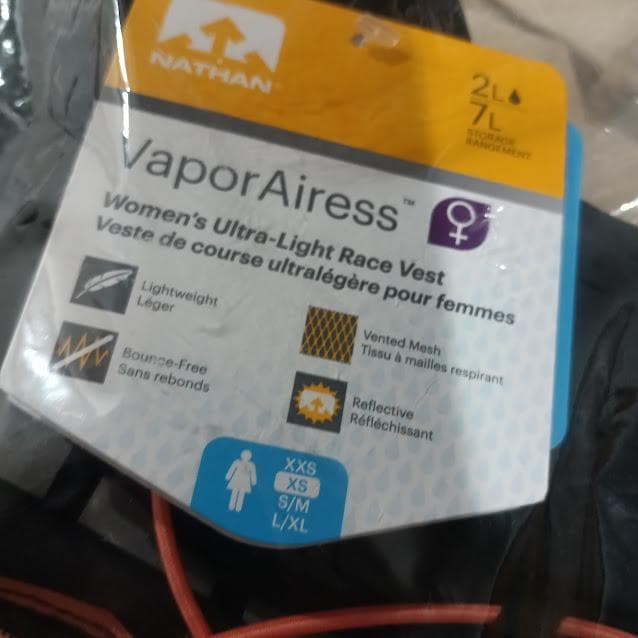 NATHAN
2L
7L
STORAGE
RANGEMENT
VaporAiress™
Women's Ultra-Light Race Vest
Veste de course ultralégère pour femmes
Lightweight
Léger
Vented Mesh
Tissu à mailles respirant
Bounce-Free
Sans rebonds
Reflective
Réfléchissant
XXS
XS
S/M
L/XL